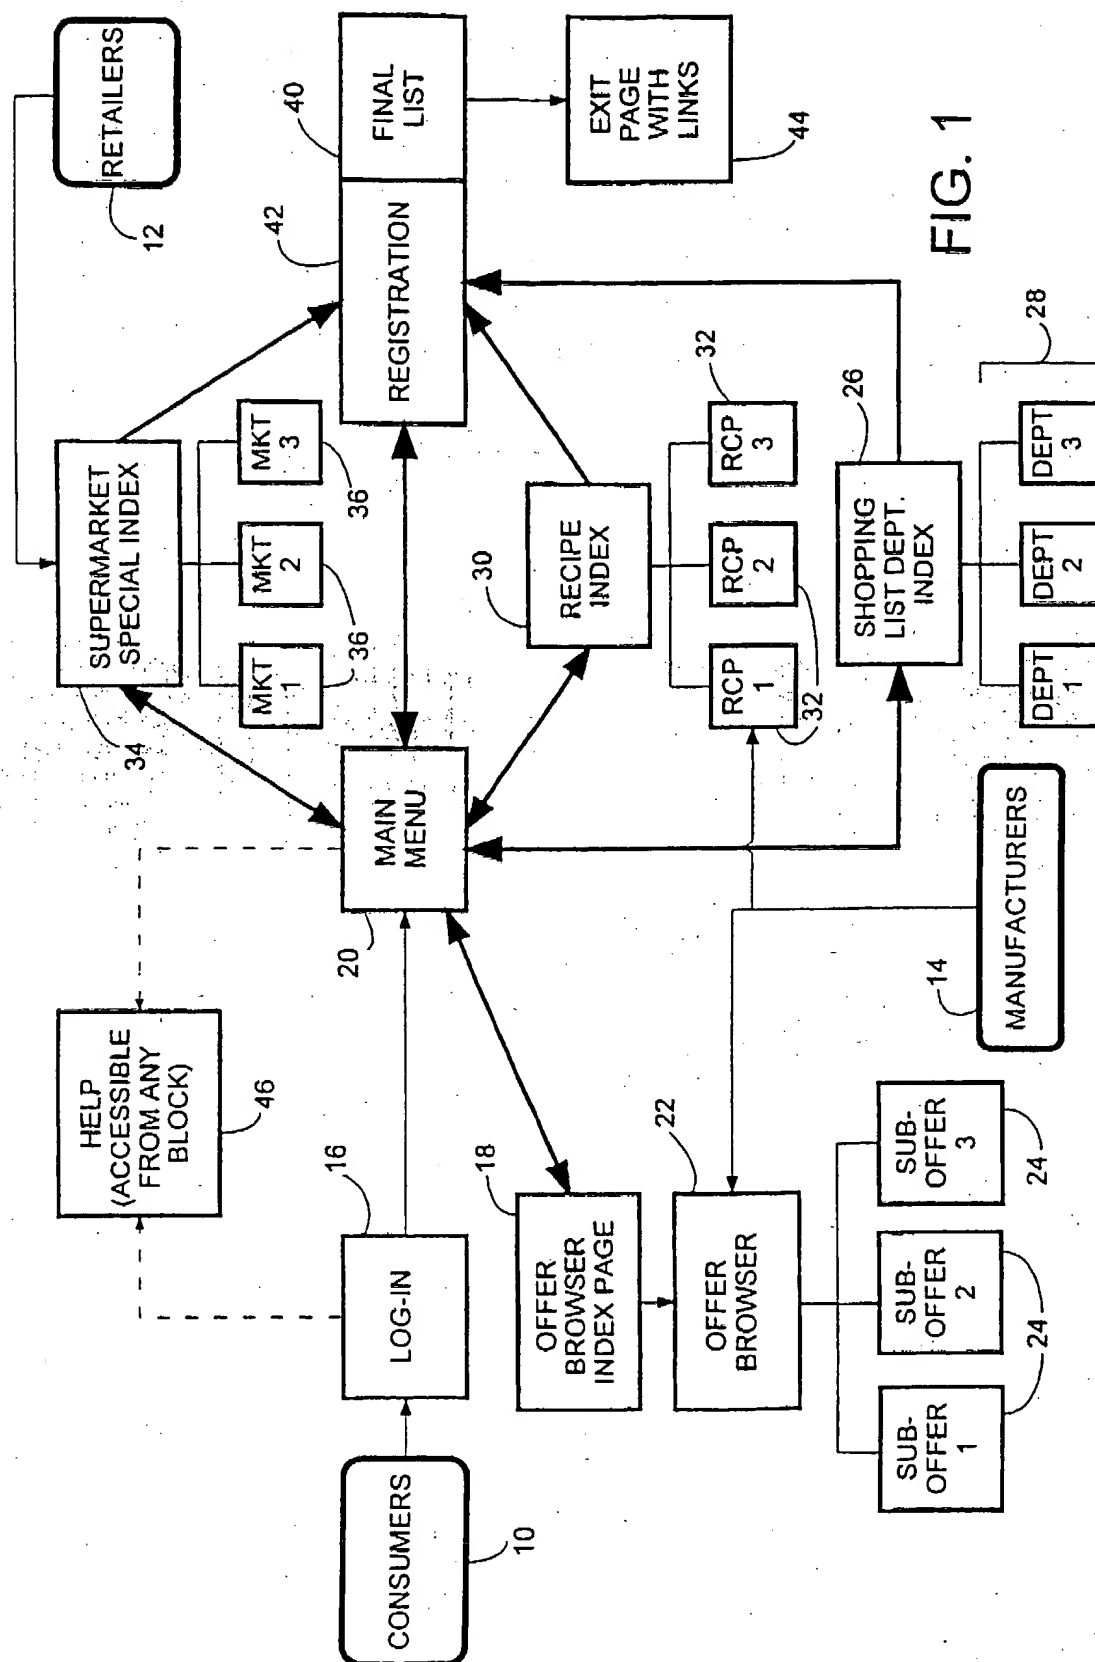 RETAILERS
12
SUPERMARKET
SPECIAL INDEX
34
MKT
1
MKT
2
MKT
3
36
36
HELP
(ACCESSIBLE
FROM ANY
BLOCK)
46
CONSUMERS
10
LOG-IN
16
MAIN
MENU
20
REGISTRATION
42
FINAL
LIST
40
EXIT
PAGE
WITH
LINKS
44
OFFER
BROWSER
INDEX PAGE
18
RECIPE
INDEX
30
OFFER
BROWSER
22
RCP
1
RCP
2
RCP
3
32
32
SHOPPING
LIST DEPT.
INDEX
26
SUB-
OFFER
1
SUB-
OFFER
2
SUB-
OFFER
3
24
24
MANUFACTURERS
14
DEPT
1
DEPT
2
DEPT
3
28
FIG. 1